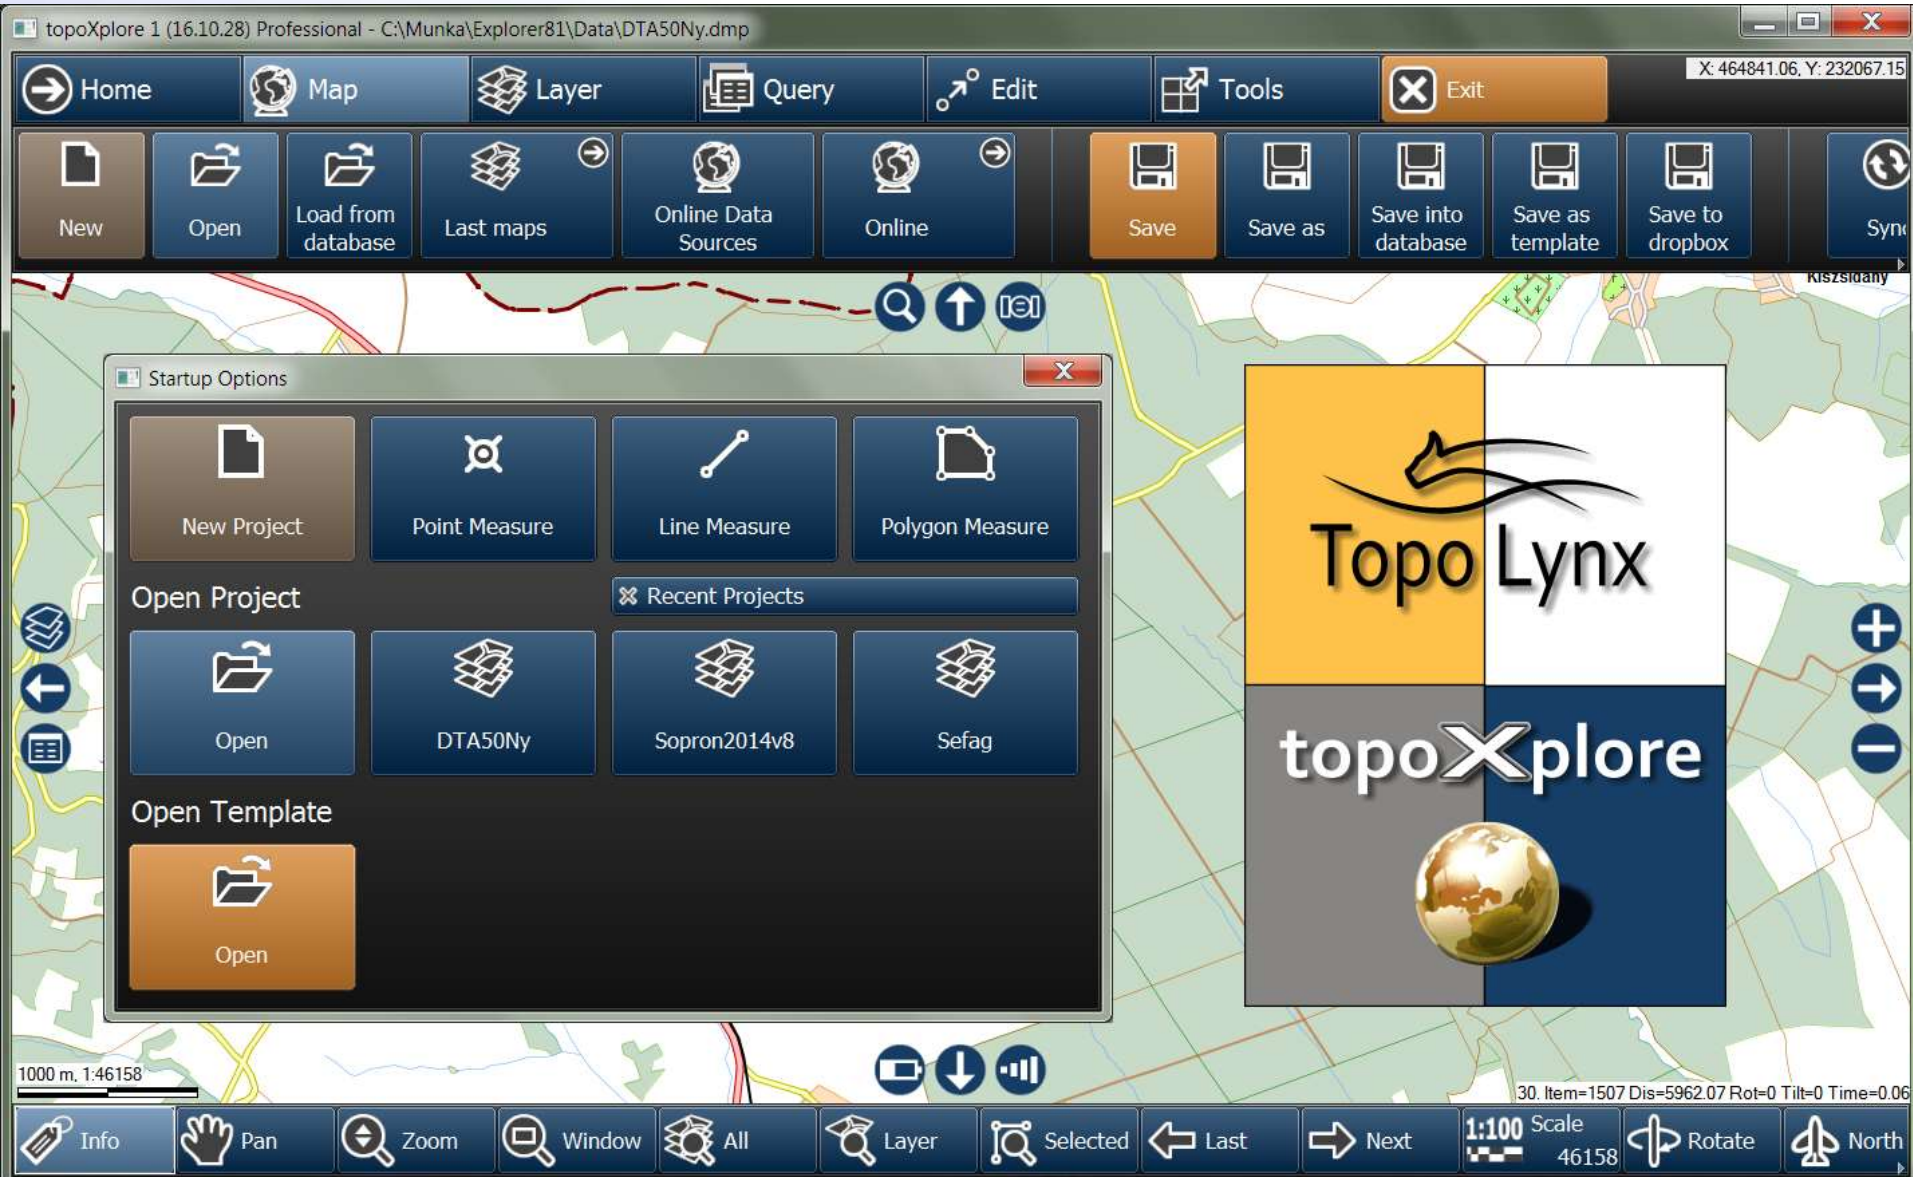 topoXplore 1 (16.10.28) Professional - C:\Munka\Explorer81\Data\DTA50Ny.dmp
Home
Map
Layer
Query
Edit
Tools
Exit
X: 464841.06, Y: 232067.15
New
Open
Load from
database
Last maps
Online Data
Sources
Online
Save
Save as
Save into
database
Save as
template
Save to
dropbox
Sync
Kiszsidány
Startup Options
New Project
Point Measure
Line Measure
Polygon Measure
Open Project
Recent Projects
Open
DTA50Ny
Sopron2014v8
Sefag
Open Template
Open
Topo Lynx
topoXplore
1000 m, 1:46158
30. Item=1507 Dis=5962.07 Rot=0 Tilt=0 Time=0.06
Info
Pan
Zoom
Window
All
Layer
Selected
Last
Next
1:100 Scale
46158
Rotate
North